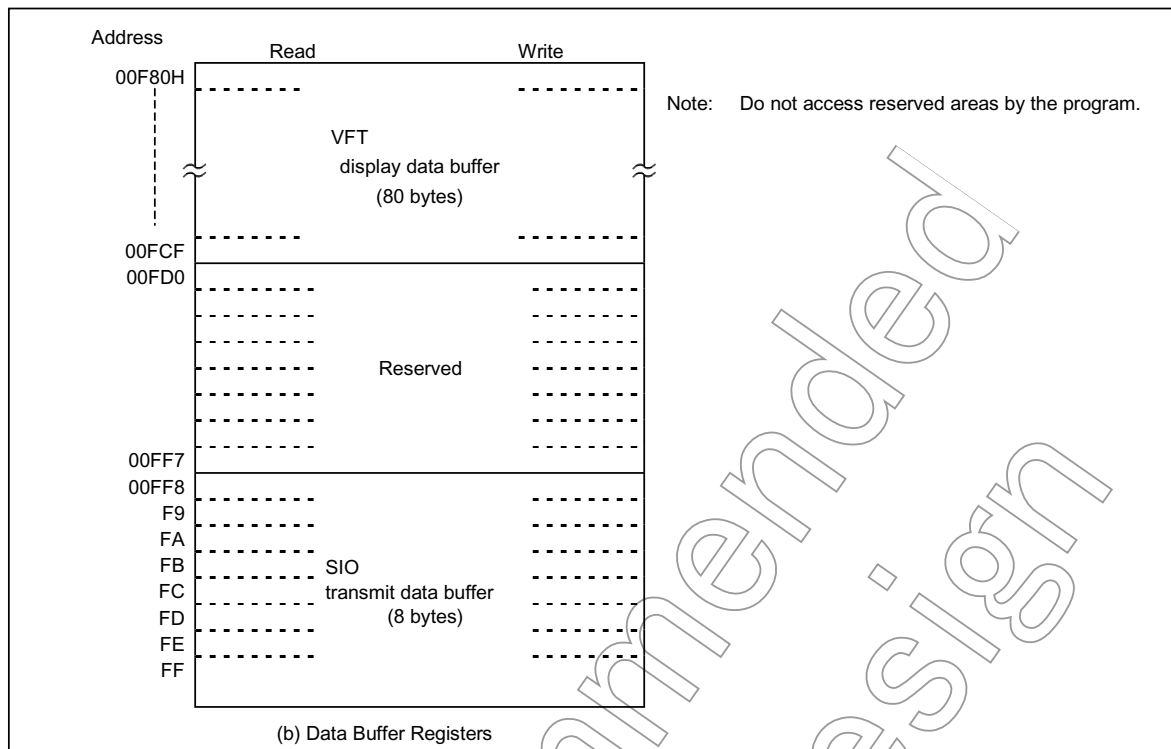 Address
Read Write
00F80H
Note: Do not access reserved areas by the program.
VFT
display data buffer
(80 bytes)
00FCF
00FD0
Reserved
00FF7
00FF8
F9
FA
FB
SIO
FC
transmit data buffer
FD
(8 bytes)
FE
FF
(b) Data Buffer Registers
mmended
esign